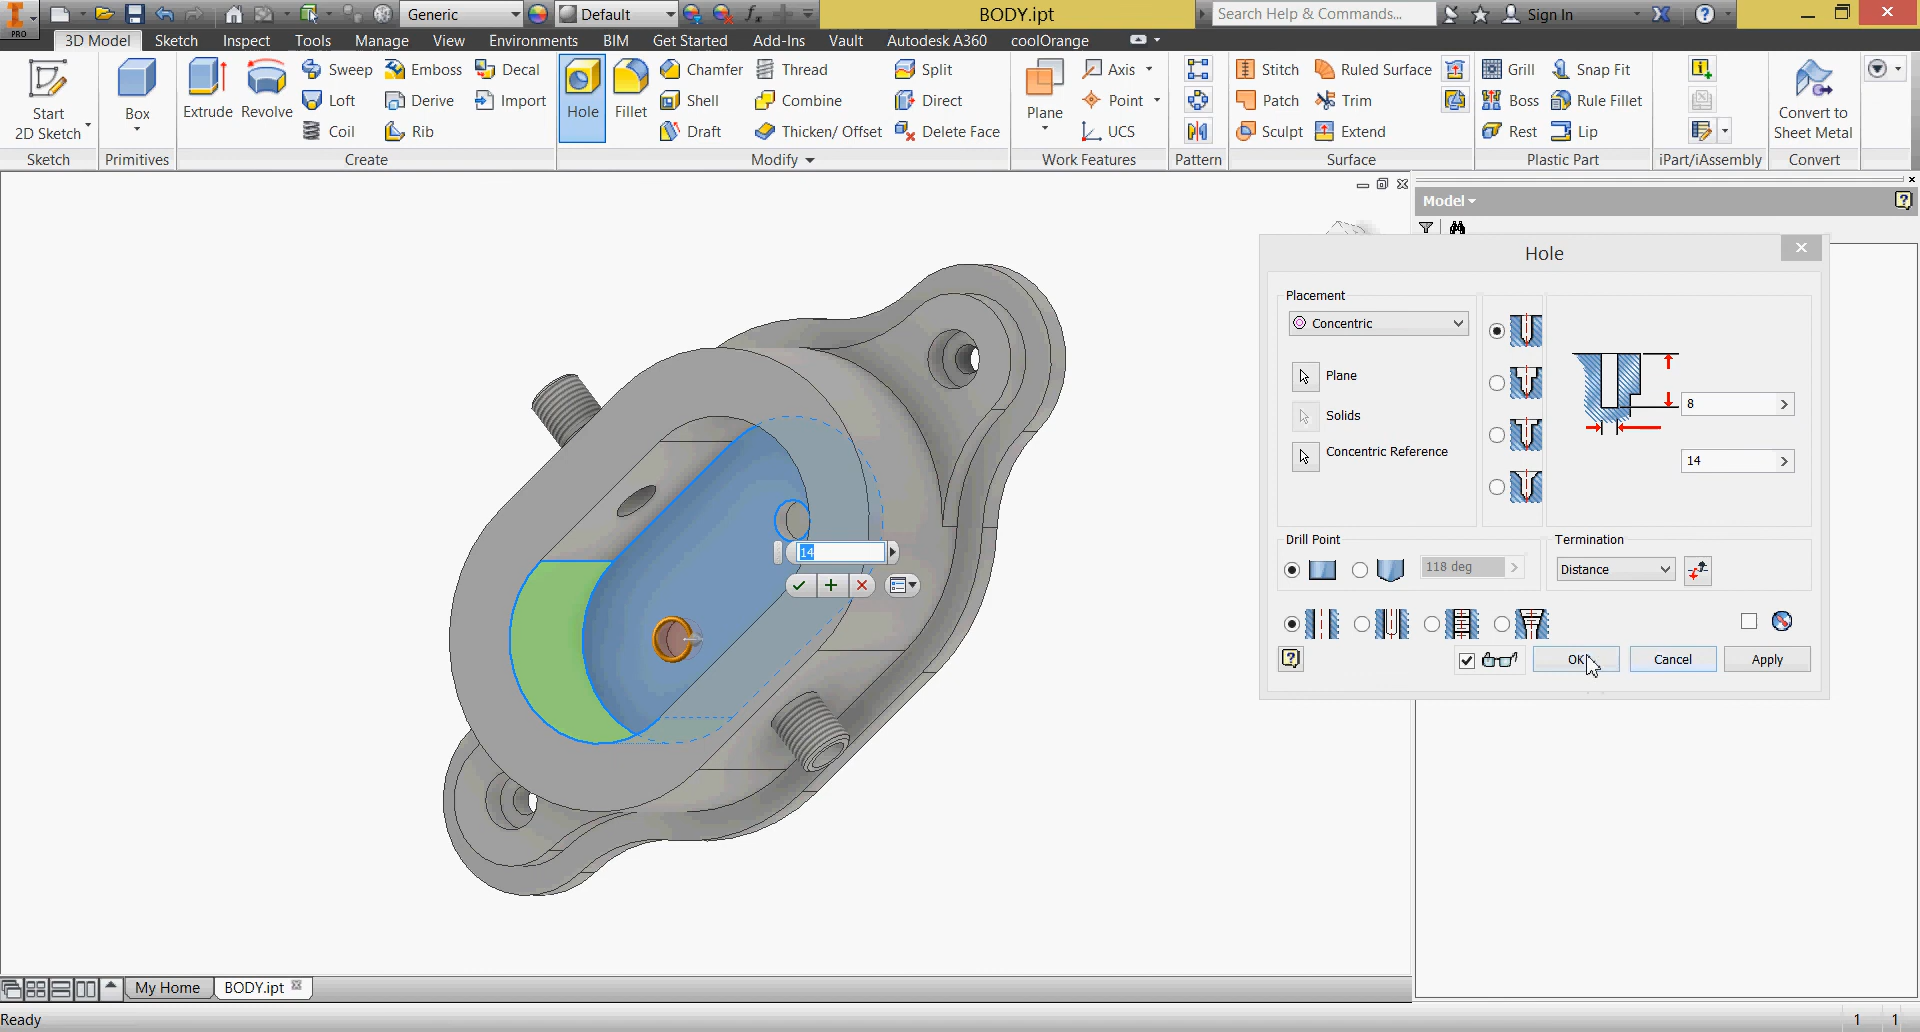 PRO
Generic
Default
BODY.ipt
Search Help & Commands...
Sign In
3D Model
Sketch
Inspect
Tools
Manage
View
Environments
BIM
Get Started
Add-Ins
Vault
Autodesk A360
coolOrange
Start
2D Sketch
Sketch
Box
Primitives
Extrude
Revolve
Sweep
Loft
Coil
Emboss
Derive
Rib
Decal
Import
Create
Hole
Fillet
Chamfer
Shell
Draft
Thread
Combine
Thicken/ Offset
Split
Direct
Delete Face
Modify
Plane
Axis
Point
UCS
Work Features
Pattern
Stitch
Patch
Sculpt
Ruled Surface
Trim
Extend
Surface
Grill
Boss
Rest
Snap Fit
Rule Fillet
Lip
Plastic Part
iPart/iAssembly
Convert to
Sheet Metal
Convert
Model
Hole
Placement
Concentric
Plane
Solids
Concentric Reference
8
14
Drill Point
118 deg
Termination
Distance
OK
Cancel
Apply
14
My Home
BODY.ipt
Ready
1
1